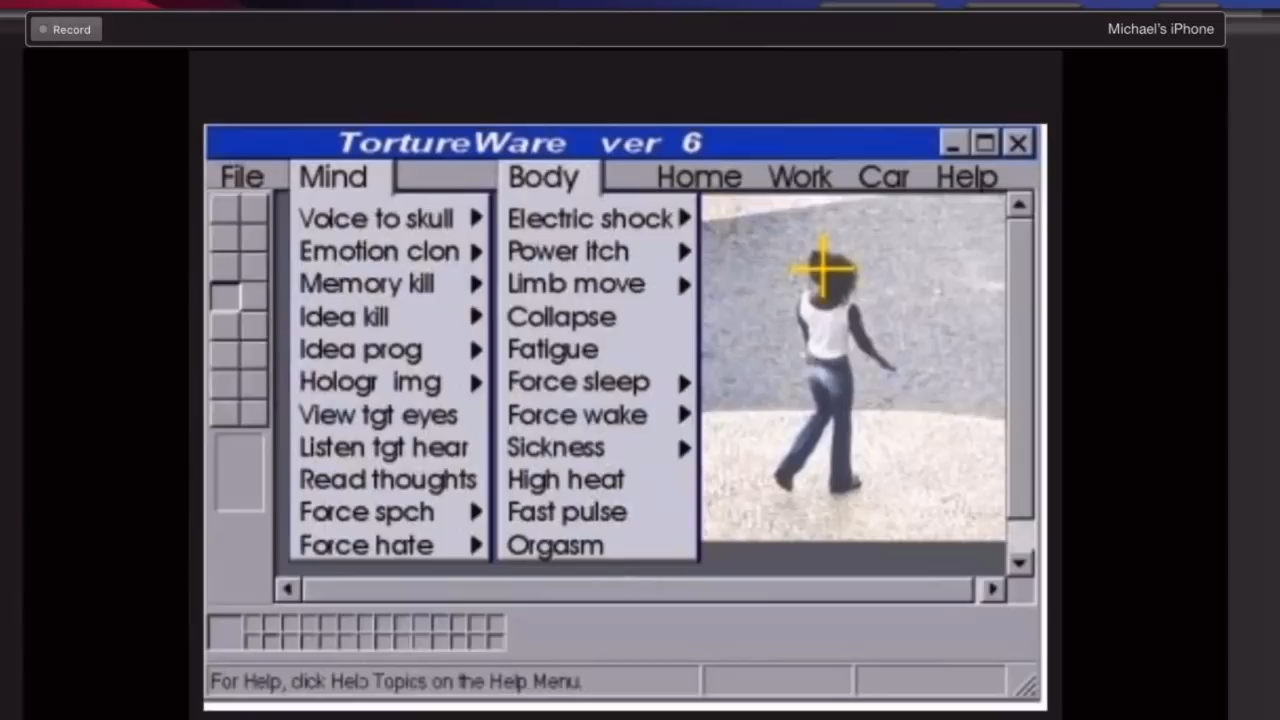 Record
Michael's iPhone
TortureWare ver 6
File Mind Body Home Work Car Help
Voice to skull
Emotion clon
Memory kill
Idea kill
Idea prog
Hologr img
View tgt eyes
Listen tgt hear
Read thoughts
Force spch
Force hate
Electric shock
Power itch
Limb move
Collapse
Fatigue
Force sleep
Force wake
Sickness
High heat
Fast pulse
Orgasm
For Help, click Help Topics on the Help Menu.